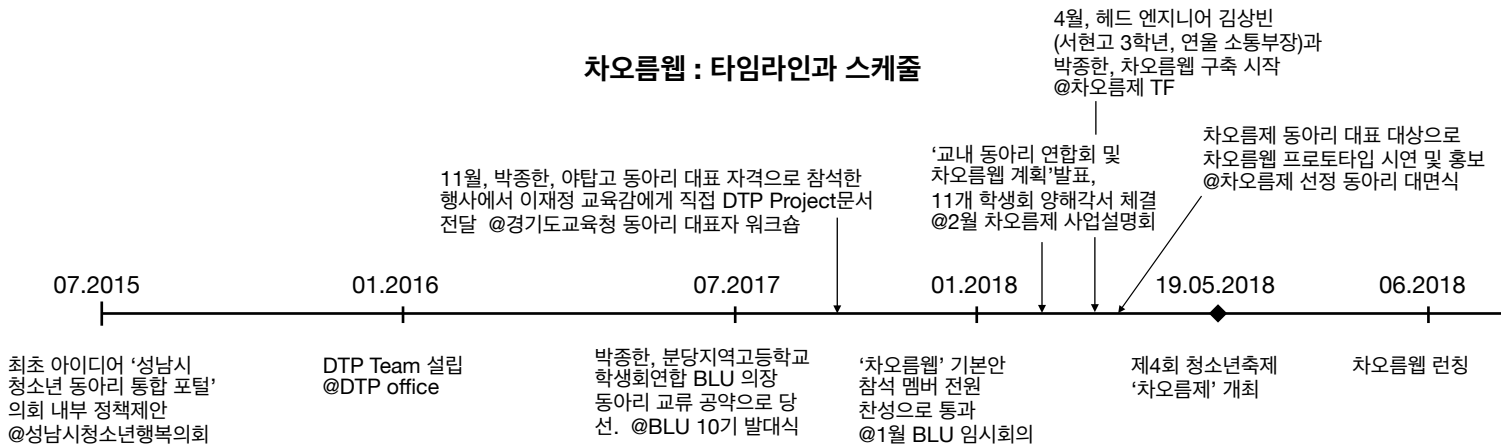 차오름웹 : 타임라인과 스케줄
4월, 헤드 엔지니어 김상빈
(서현고 3학년, 연울 소통부장)과
박종한, 차오름웹 구축 시작
@차오름제 TF
11월, 박종한, 야탑고 동아리 대표 자격으로 참석한
행사에서 이재정 교육감에게 직접 DTP Project문서
전달 @경기도교육청 동아리 대표자 워크숍
‘교내 동아리 연합회 및
차오름웹 계획’발표,
11개 학생회 양해각서 체결
@2월 차오름제 사업설명회
차오름제 동아리 대표 대상으로
차오름웹 프로토타입 시연 및 홍보
@차오름제 선정 동아리 대면식
07.2015
01.2016
07.2017
01.2018
19.05.2018
06.2018
최초 아이디어 ‘성남시
청소년 동아리 통합 포털’
의회 내부 정책제안
@성남시청소년행복의회
DTP Team 설립
@DTP office
박종한, 분당지역고등학교
학생회연합 BLU 의장
동아리 교류 공약으로 당
선. @BLU 10기 발대식
‘차오름웹’ 기본안
참석 멤버 전원
찬성으로 통과
@1월 BLU 임시회의
제4회 청소년축제
‘차오름제’ 개최
차오름웹 런칭